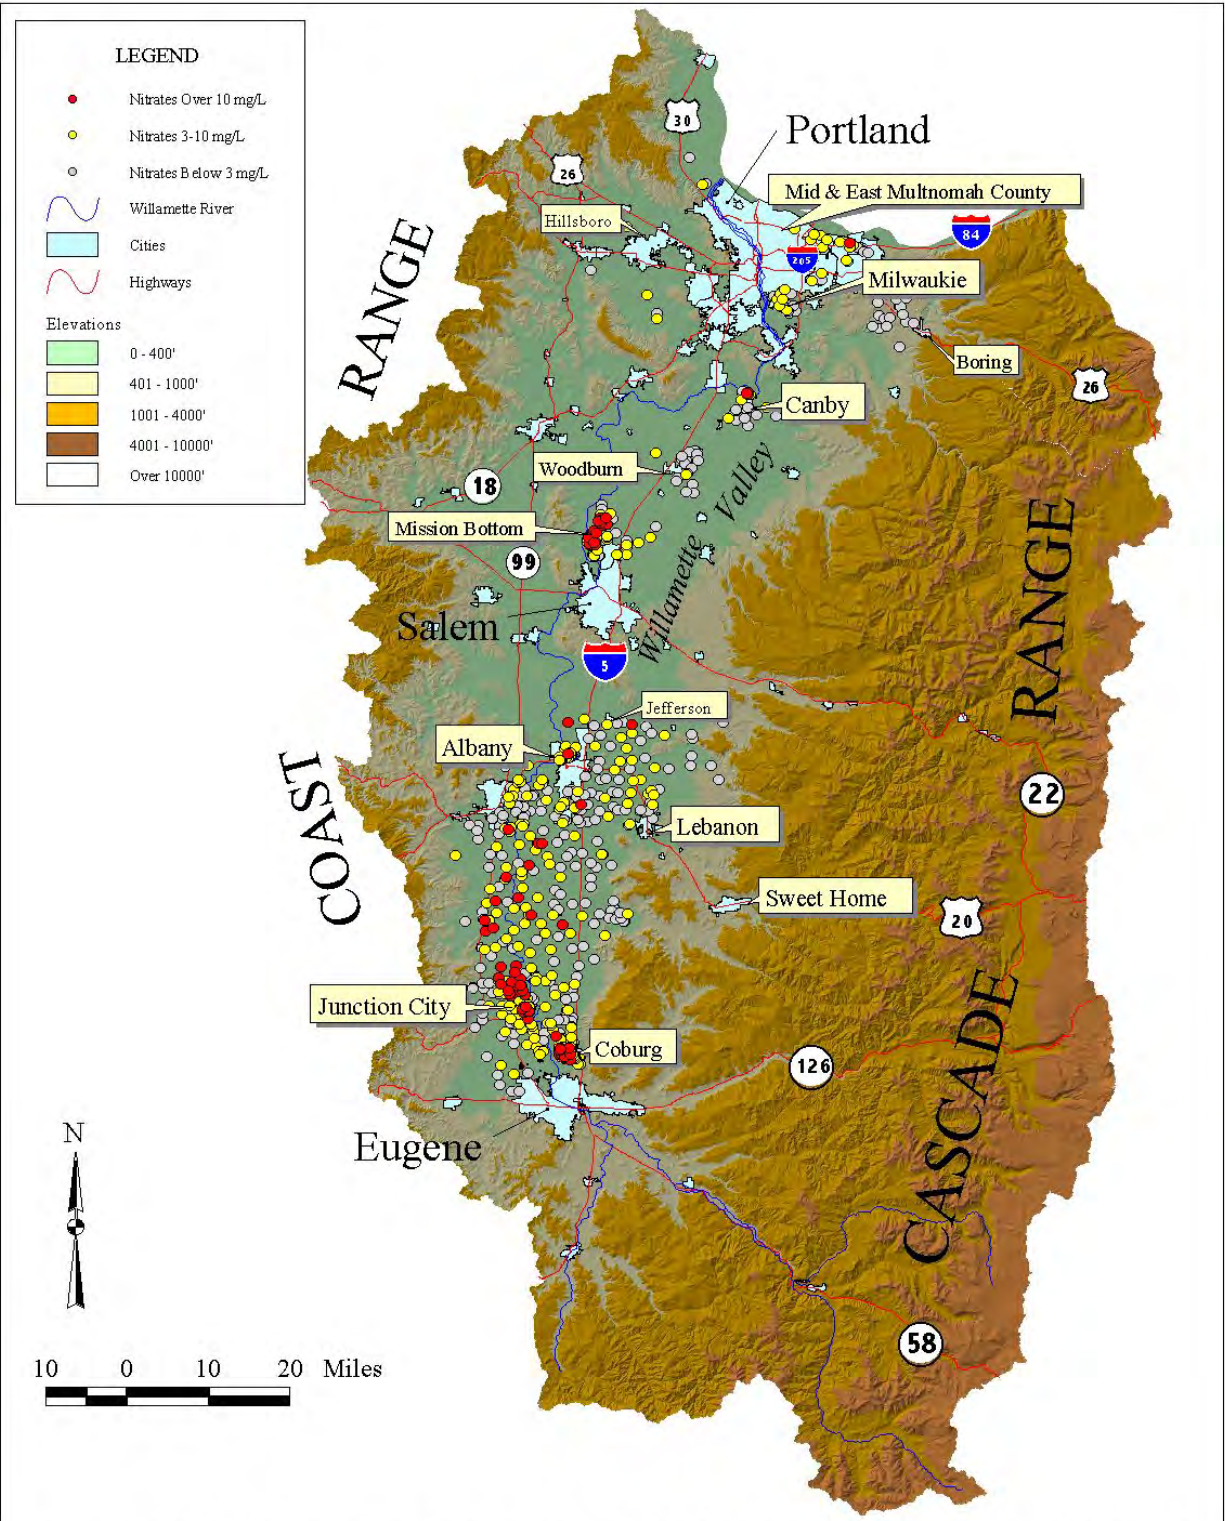 LEGEND
Nitrates Over 10 mg/L
Nitrates 3-10 mg/L
Nitrates Below 3 mg/L
Willamette River
Cities
Highways
Elevations
0 - 400'
401 - 1000'
1001 - 4000'
4001 - 10000'
Over 10000'
30
Portland
26
Mid & East Multnomah County
Hillsboro
84
205
Milwaukie
RANGE
Boring
26
Canby
Woodburn
18
Willamette Valley
Mission Bottom
99
Salem
RANGE
5
Jefferson
Albany
COAST
22
Lebanon
Sweet Home
20
Junction City
CASCADE
Coburg
126
N
Eugene
58
10 0 10 20 Miles